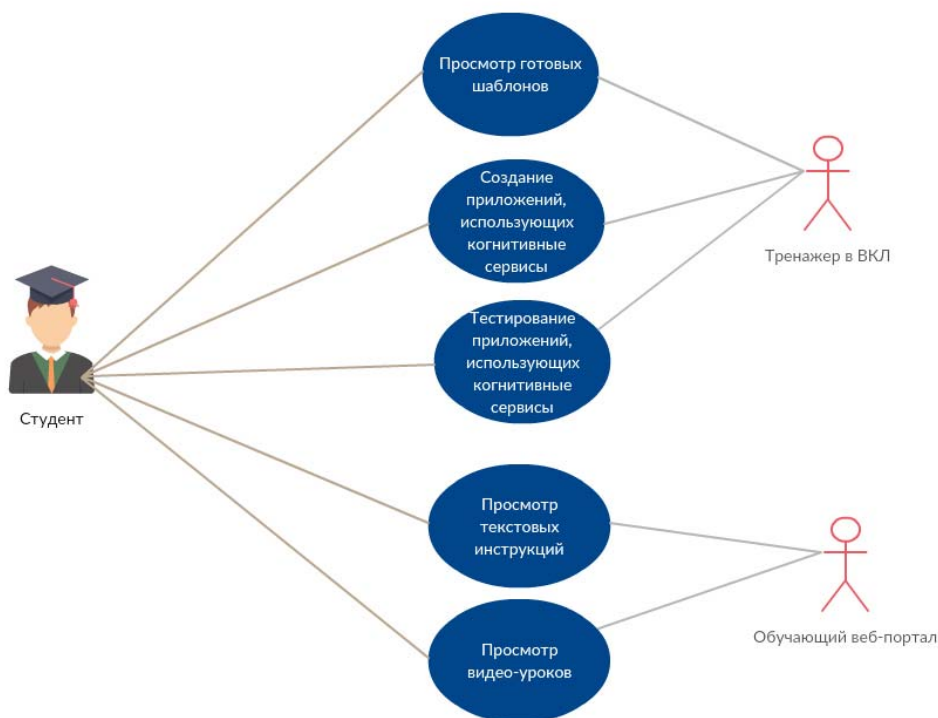 Просмотр готовых
шаблонов
Создание
приложений,
использующих
когнитивные
сервисы
Тренажер в ВКЛ
Тестирование
приложений,
использующих
когнитивные
сервисы
Студент
Просмотр
текстовых
инструкций
Обучающий веб-портал
Просмотр
видео-уроков